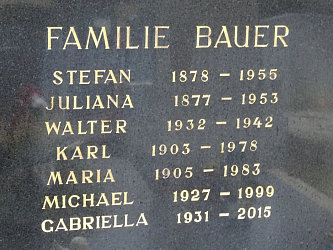 FAMILIE BAUER
STEFAN 1878 – 1955
JULIANA 1877 – 1953
WALTER 1932 – 1942
KARL 1903 – 1978
MARIA 1905 – 1983
MICHAEL 1927 – 1999
GABRIELLA 1931 – 2015